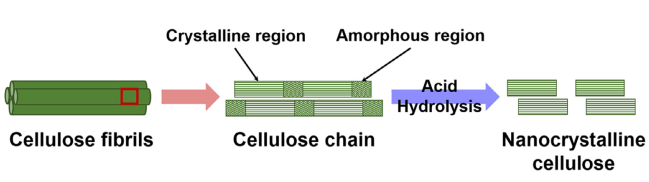 Crystalline region
Amorphous region
Acid
Hydrolysis
Cellulose fibrils
Cellulose chain
Nanocrystalline
cellulose